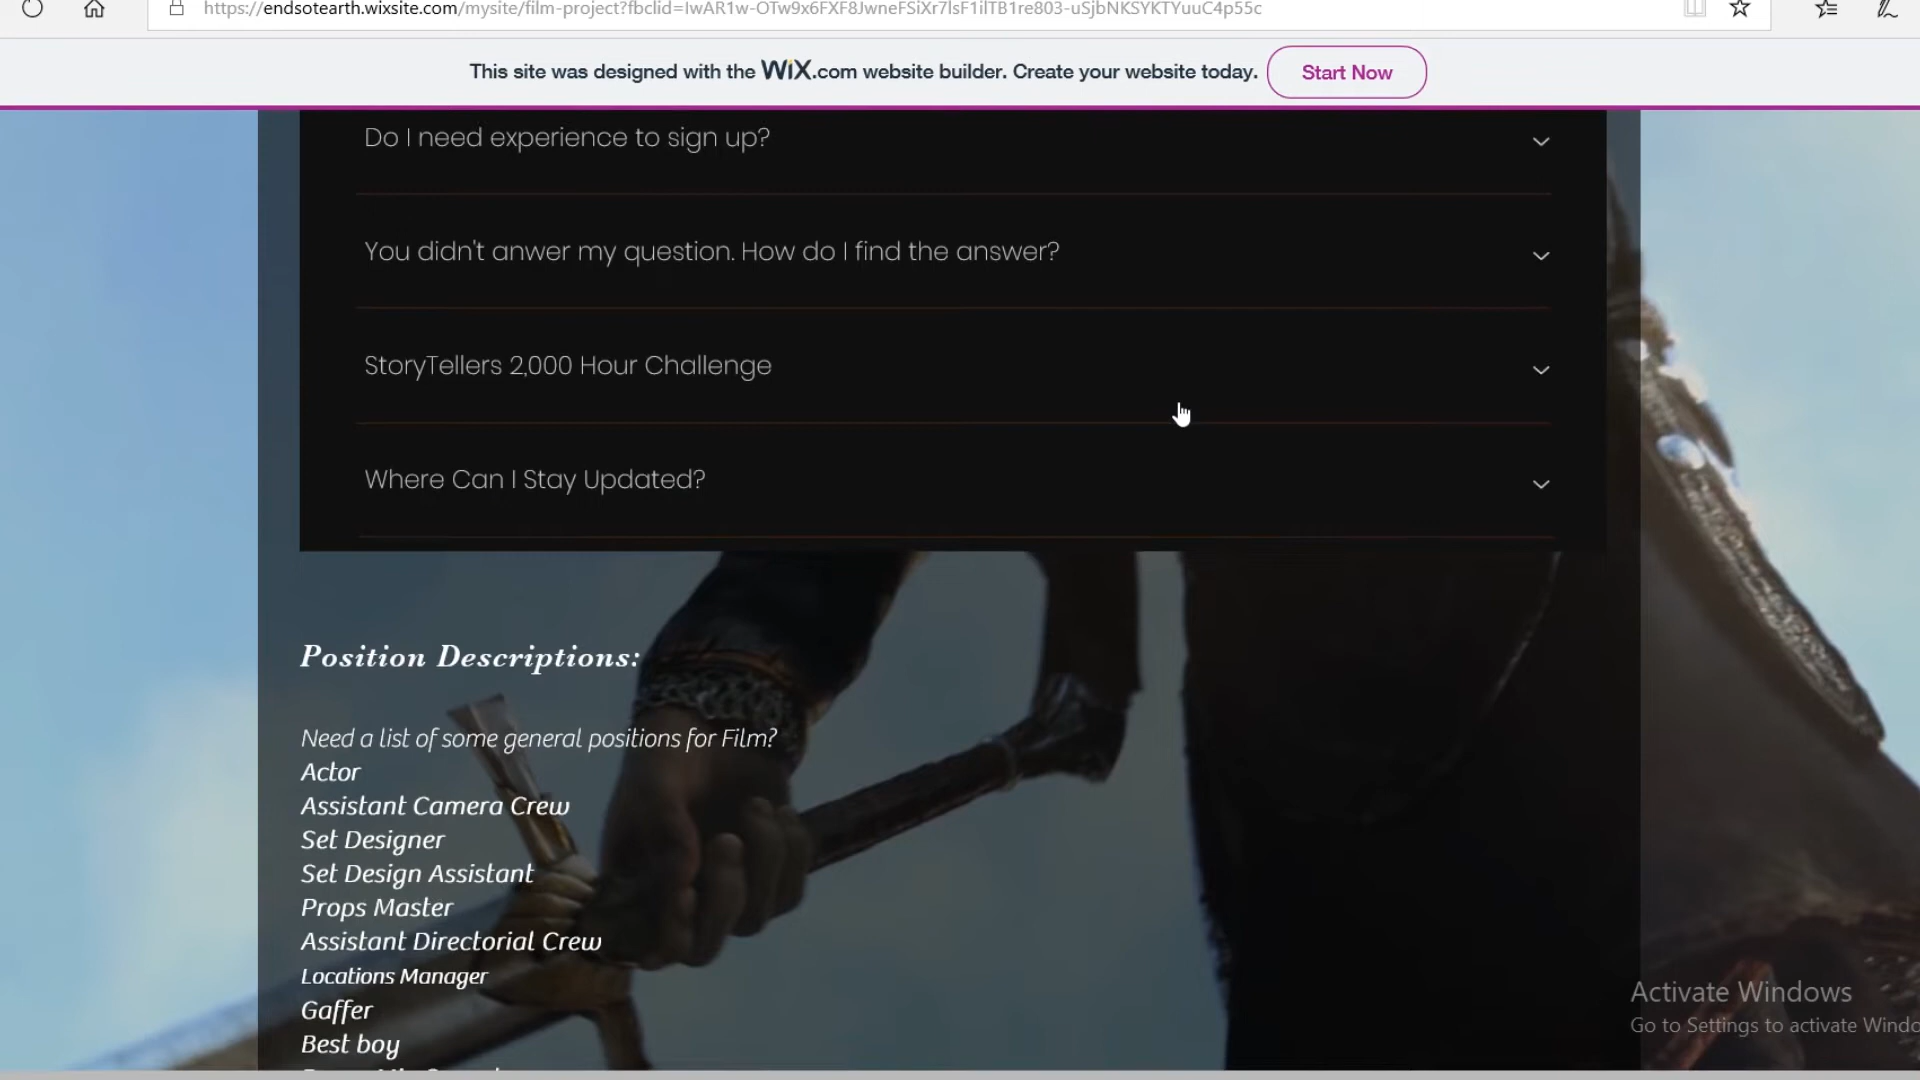 https://endsotearth.wixsite.com/mysite/film-project?fbclid=IwAR1w-OTw9x6FXF8JwneFSiXr7lsF1ilTB1re803-uSjbNKSYKTYuuC4p55c
This site was designed with the WiX.com website builder. Create your website today. Start Now
Do I need experience to sign up?
You didn't anwer my question. How do I find the answer?
StoryTellers 2,000 Hour Challenge
Where Can I Stay Updated?
Position Descriptions:
Need a list of some general positions for Film?
Actor
Assistant Camera Crew
Set Designer
Set Design Assistant
Props Master
Assistant Directorial Crew
Locations Manager
Gaffer
Best boy
Activate Windows
Go to Settings to activate Windo